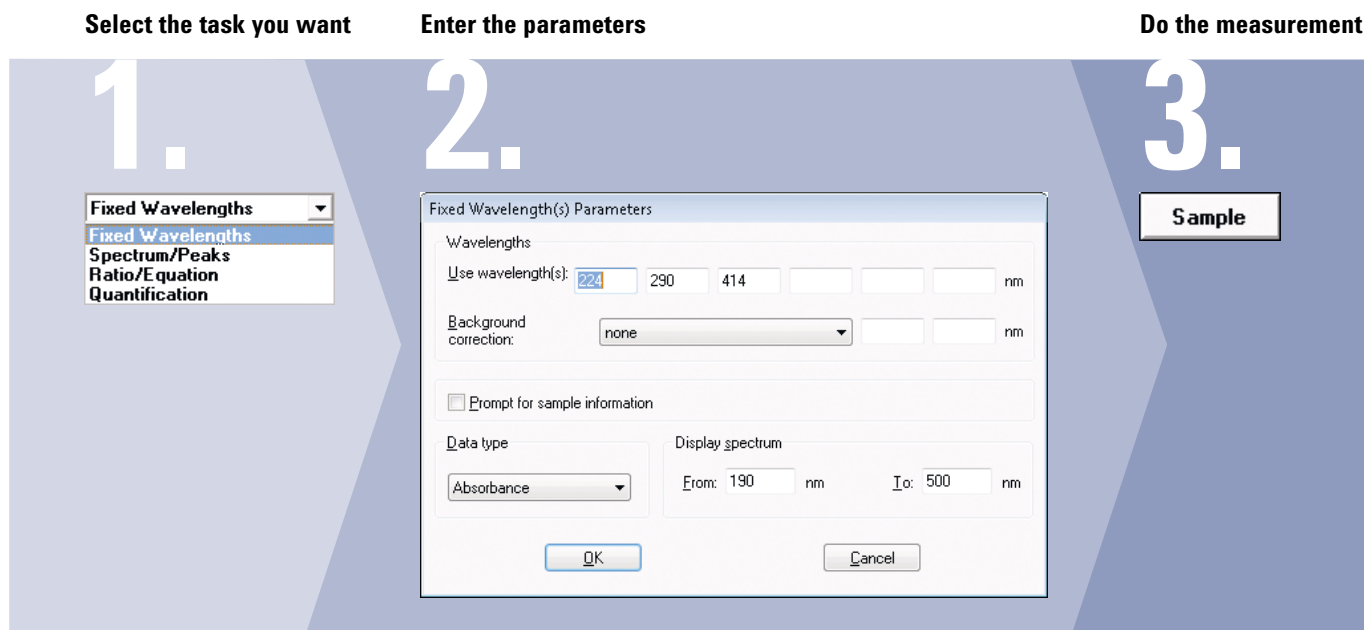 Select the task you want
Enter the parameters
Do the measurement
1.
2.
3.
Fixed Wavelengths
Fixed Wavelengths
Spectrum/Peaks
Ratio/Equation
Quantification
Fixed Wavelength(s) Parameters
Wavelengths
Use wavelength(s): 224 290 414 nm
Background
correction: none nm
Prompt for sample information
Data type
Absorbance
Display spectrum
From: 190 nm To: 500 nm
OK
Cancel
Sample